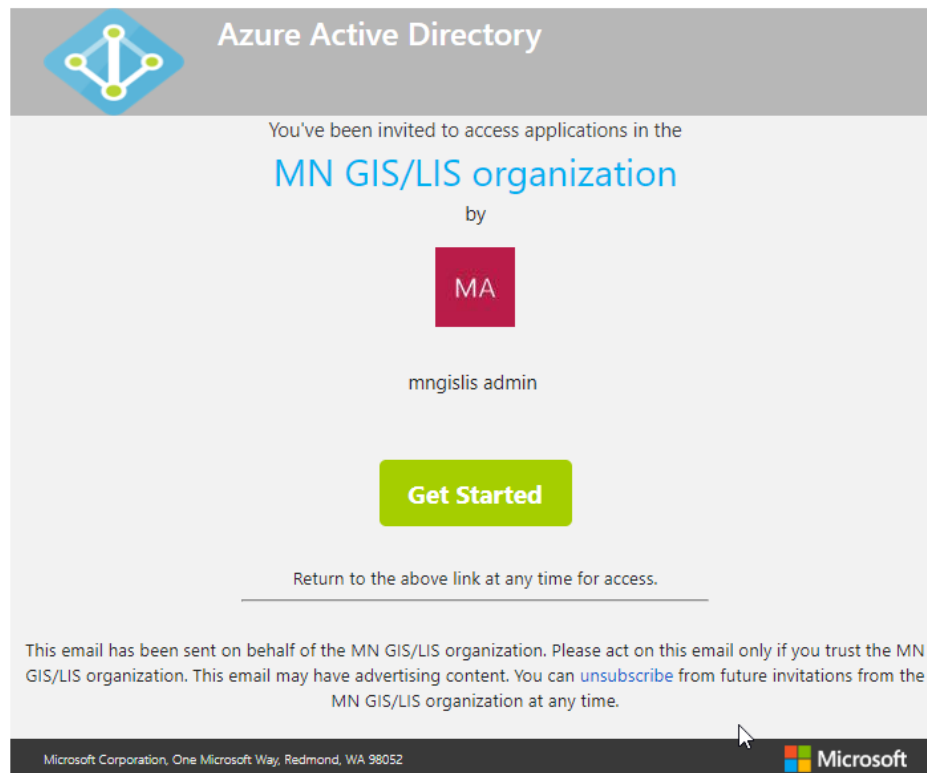 Azure Active Directory
You've been invited to access applications in the
MN GIS/LIS organization
by
MA
mngislis admin
Get Started
Return to the above link at any time for access.
This email has been sent on behalf of the MN GIS/LIS organization. Please act on this email only if you trust the MN
GIS/LIS organization. This email may have advertising content. You can unsubscribe from future invitations from the
MN GIS/LIS organization at any time.
Microsoft Corporation, One Microsoft Way, Redmond, WA 98052
Microsoft